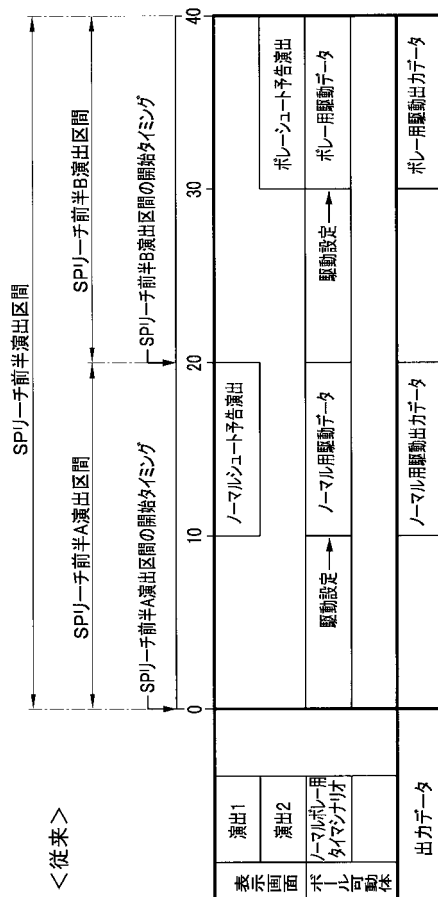 <従来>
SPリーチ前半演出区間
SPリーチ前半A演出区間
SPリーチ前半B演出区間
SPリーチ前半A演出区間の開始タイミング
SPリーチ前半B演出区間の開始タイミング
0
10
20
30
40
表示画面
演出1
ノーマルシュート予告演出
演出2
ボレーシュート予告演出
ボール可動体
ノーマルボレー用
タイマシナリオ
駆動設定
ノーマル用駆動データ
駆動設定
ボレー用駆動データ
出力データ
ノーマル用駆動出力データ
ボレー用駆動出力データ